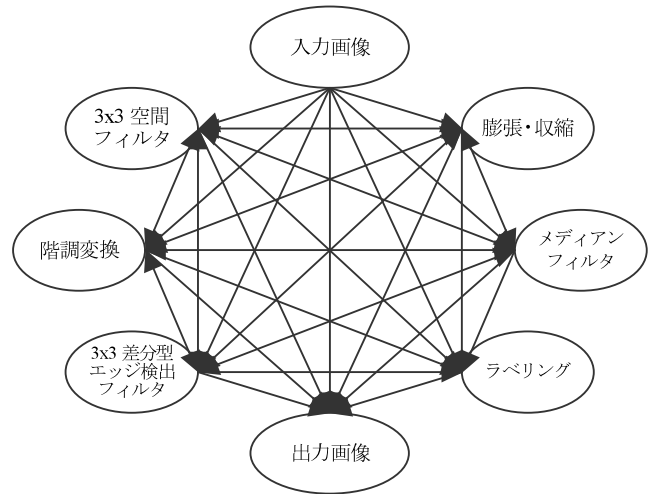 入力画像
3x3 空間
フィルタ
膨張・収縮
階調変換
メディアン
フィルタ
3x3 差分型
エッジ検出
フィルタ
ラベリング
出力画像